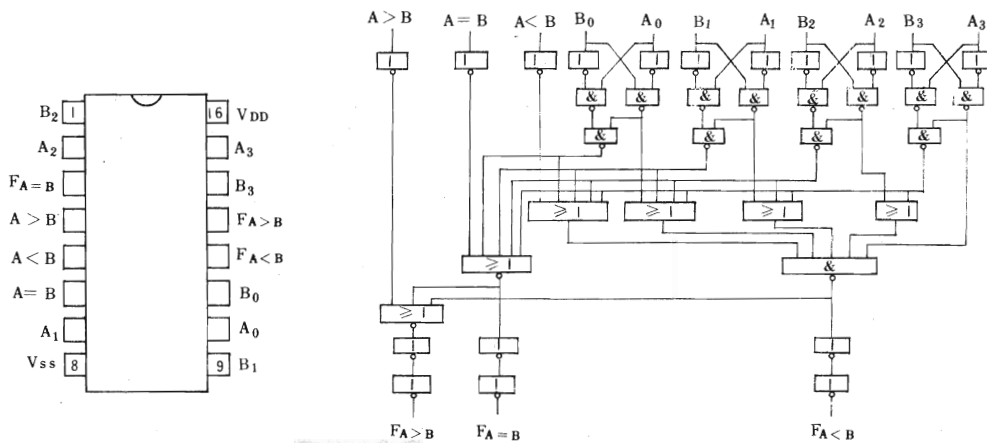 B₂ 1 16 VDD
A₂ A₃
FA=B B₃
A>B FA>B
A<B FA<B
A=B B₀
A₁ A₀
Vss 8 9 B₁
A>B A=B A<B B₀ A₀ B₁ A₁ B₂ A₂ B₃ A₃
1 1 1 1 1 1 1 1 1 1 1
& & & & & & & &
& & & &
≥1 ≥1 ≥1 ≥1
≥1 &
≥1
1 1 1
1 1 1
FA>B FA=B FA<B